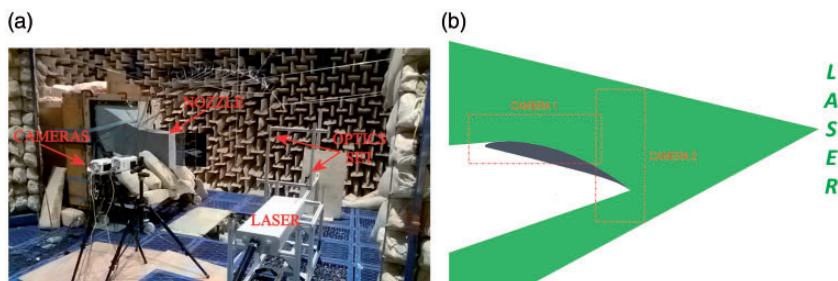 (a)
NOZZLE
CAMERAS
OPTICS
SET
LASER
(b)
CAMERA 1
CAMERA 2
L
A
S
E
R